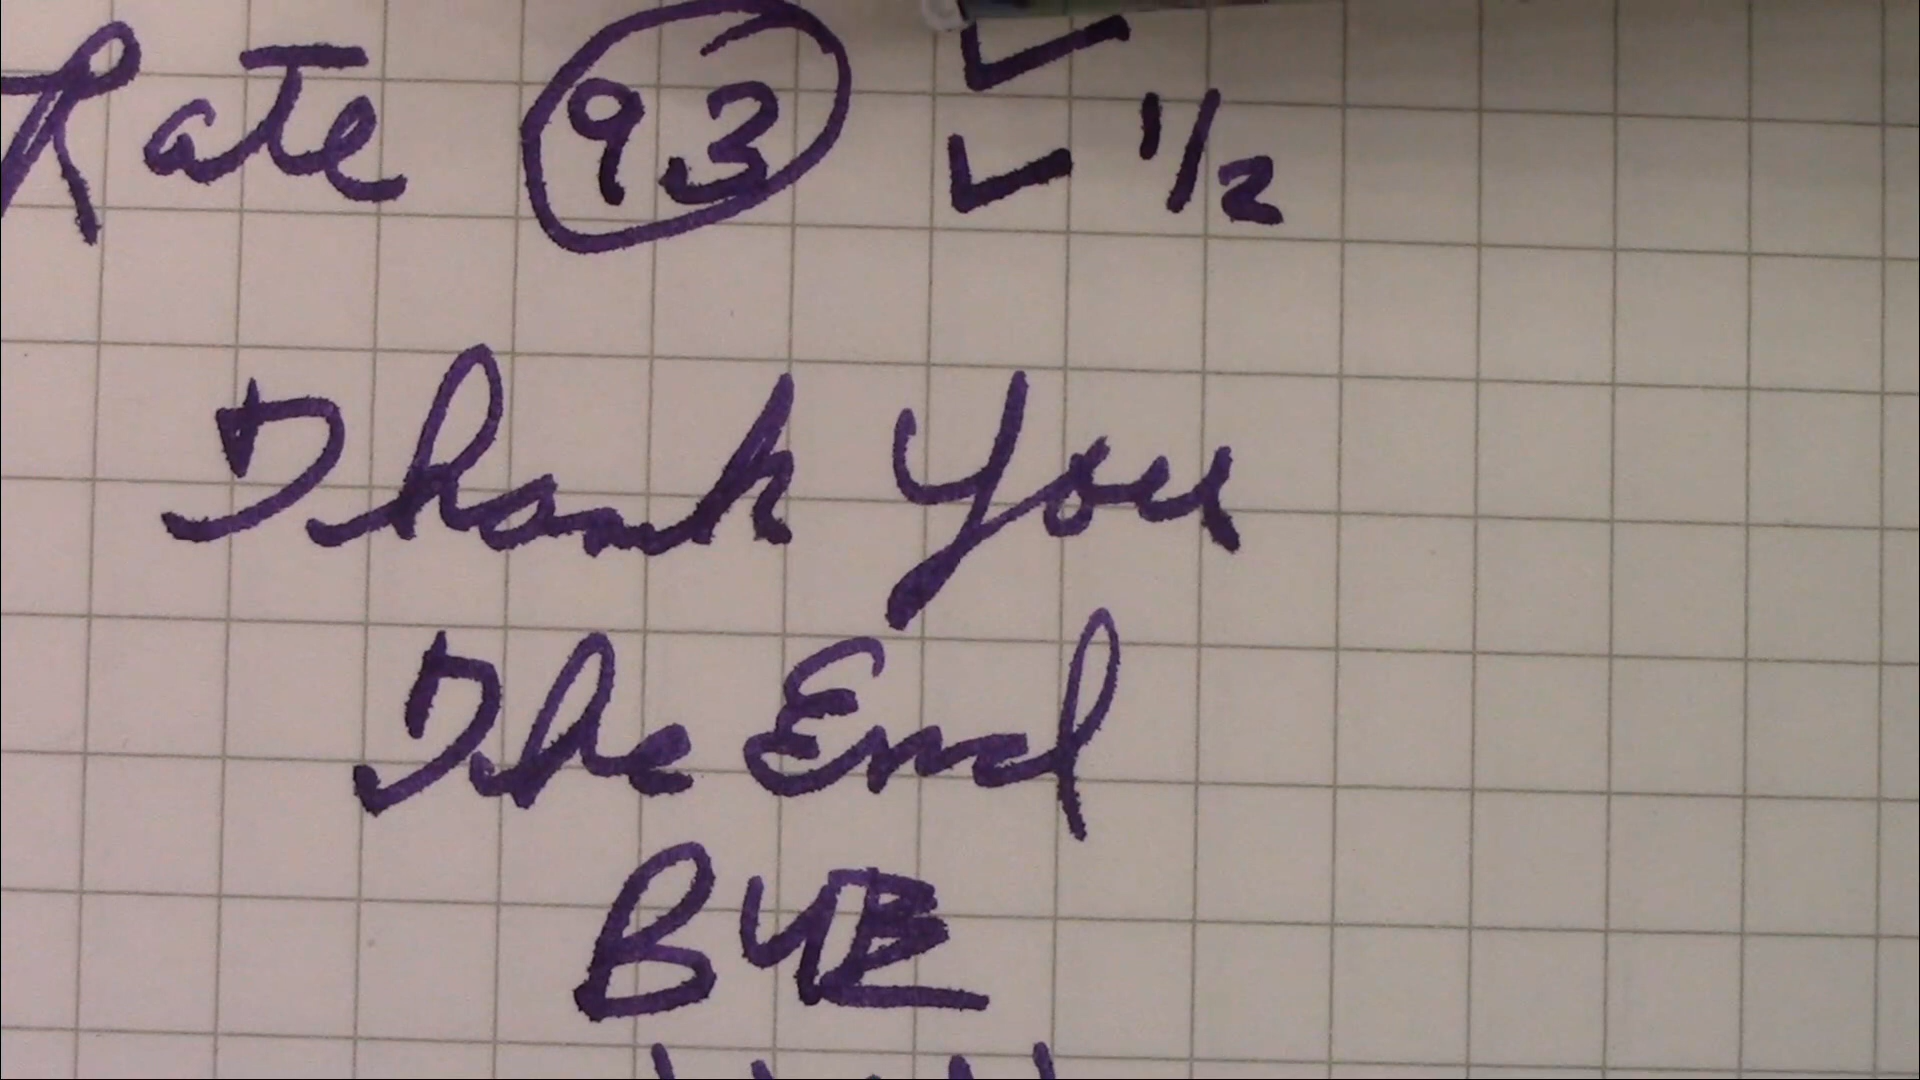 Rate 93 ✓
✓ 1/2
Thank You
The End
BYE